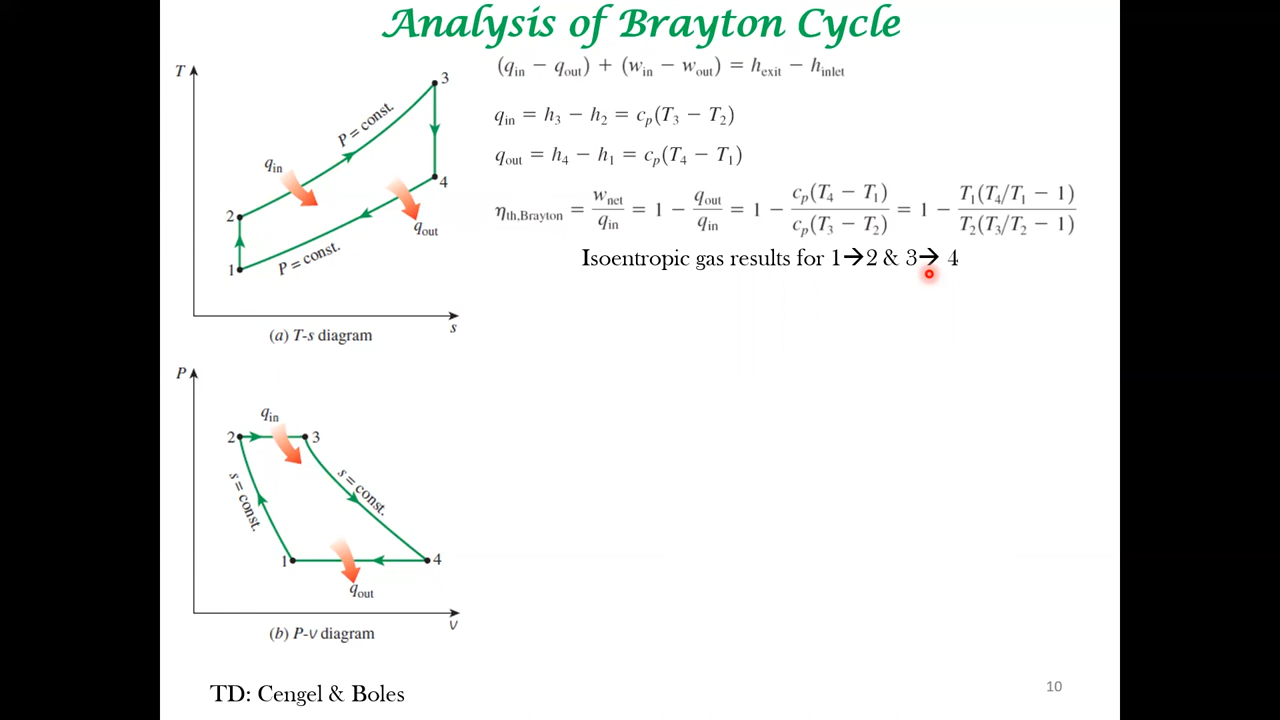 Analysis of Brayton Cycle
(q_in − q_out) + (w_in − w_out) = h_exit − h_inlet
q_in = h_3 − h_2 = c_p(T_3 − T_2)
q_out = h_4 − h_1 = c_p(T_4 − T_1)
η_th,Brayton = w_net/q_in = 1 − q_out/q_in = 1 − c_p(T_4 − T_1)/c_p(T_3 − T_2) = 1 − T_1(T_4/T_1 − 1)/T_2(T_3/T_2 − 1)
Isoentropic gas results for 1→2 & 3→ 4
T
3
P = const.
q_in
4
2
q_out
1
P = const.
s
(a) T-s diagram
P
q_in
2
3
s = const.
s = const.
1
4
q_out
v
(b) P-v diagram
TD: Cengel & Boles
10